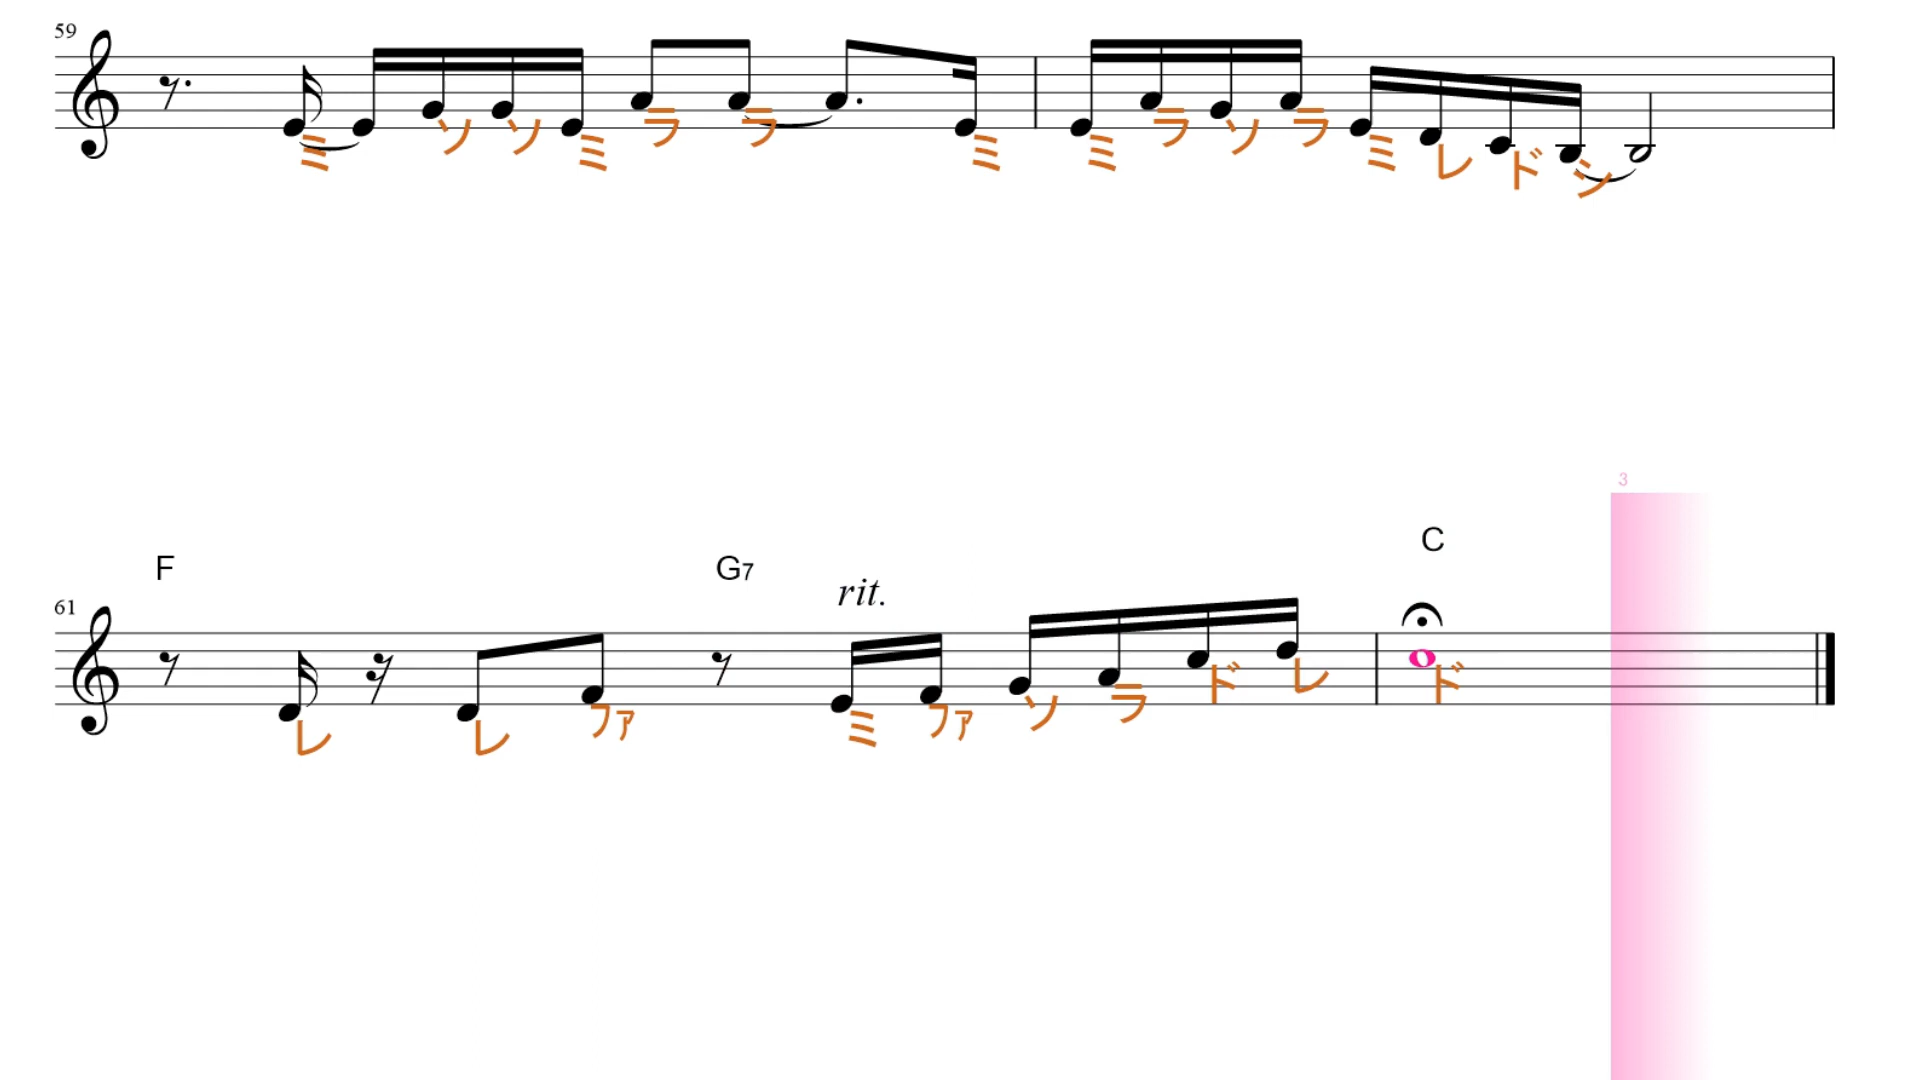 59
ミ ソ ソ ミ ラ ラ ミ ミ ラ ソ ラ ミ レ ド シ
3
F G7 C
rit.
61
レ レ ファ ミ ファ ソ ラ ド レ ド